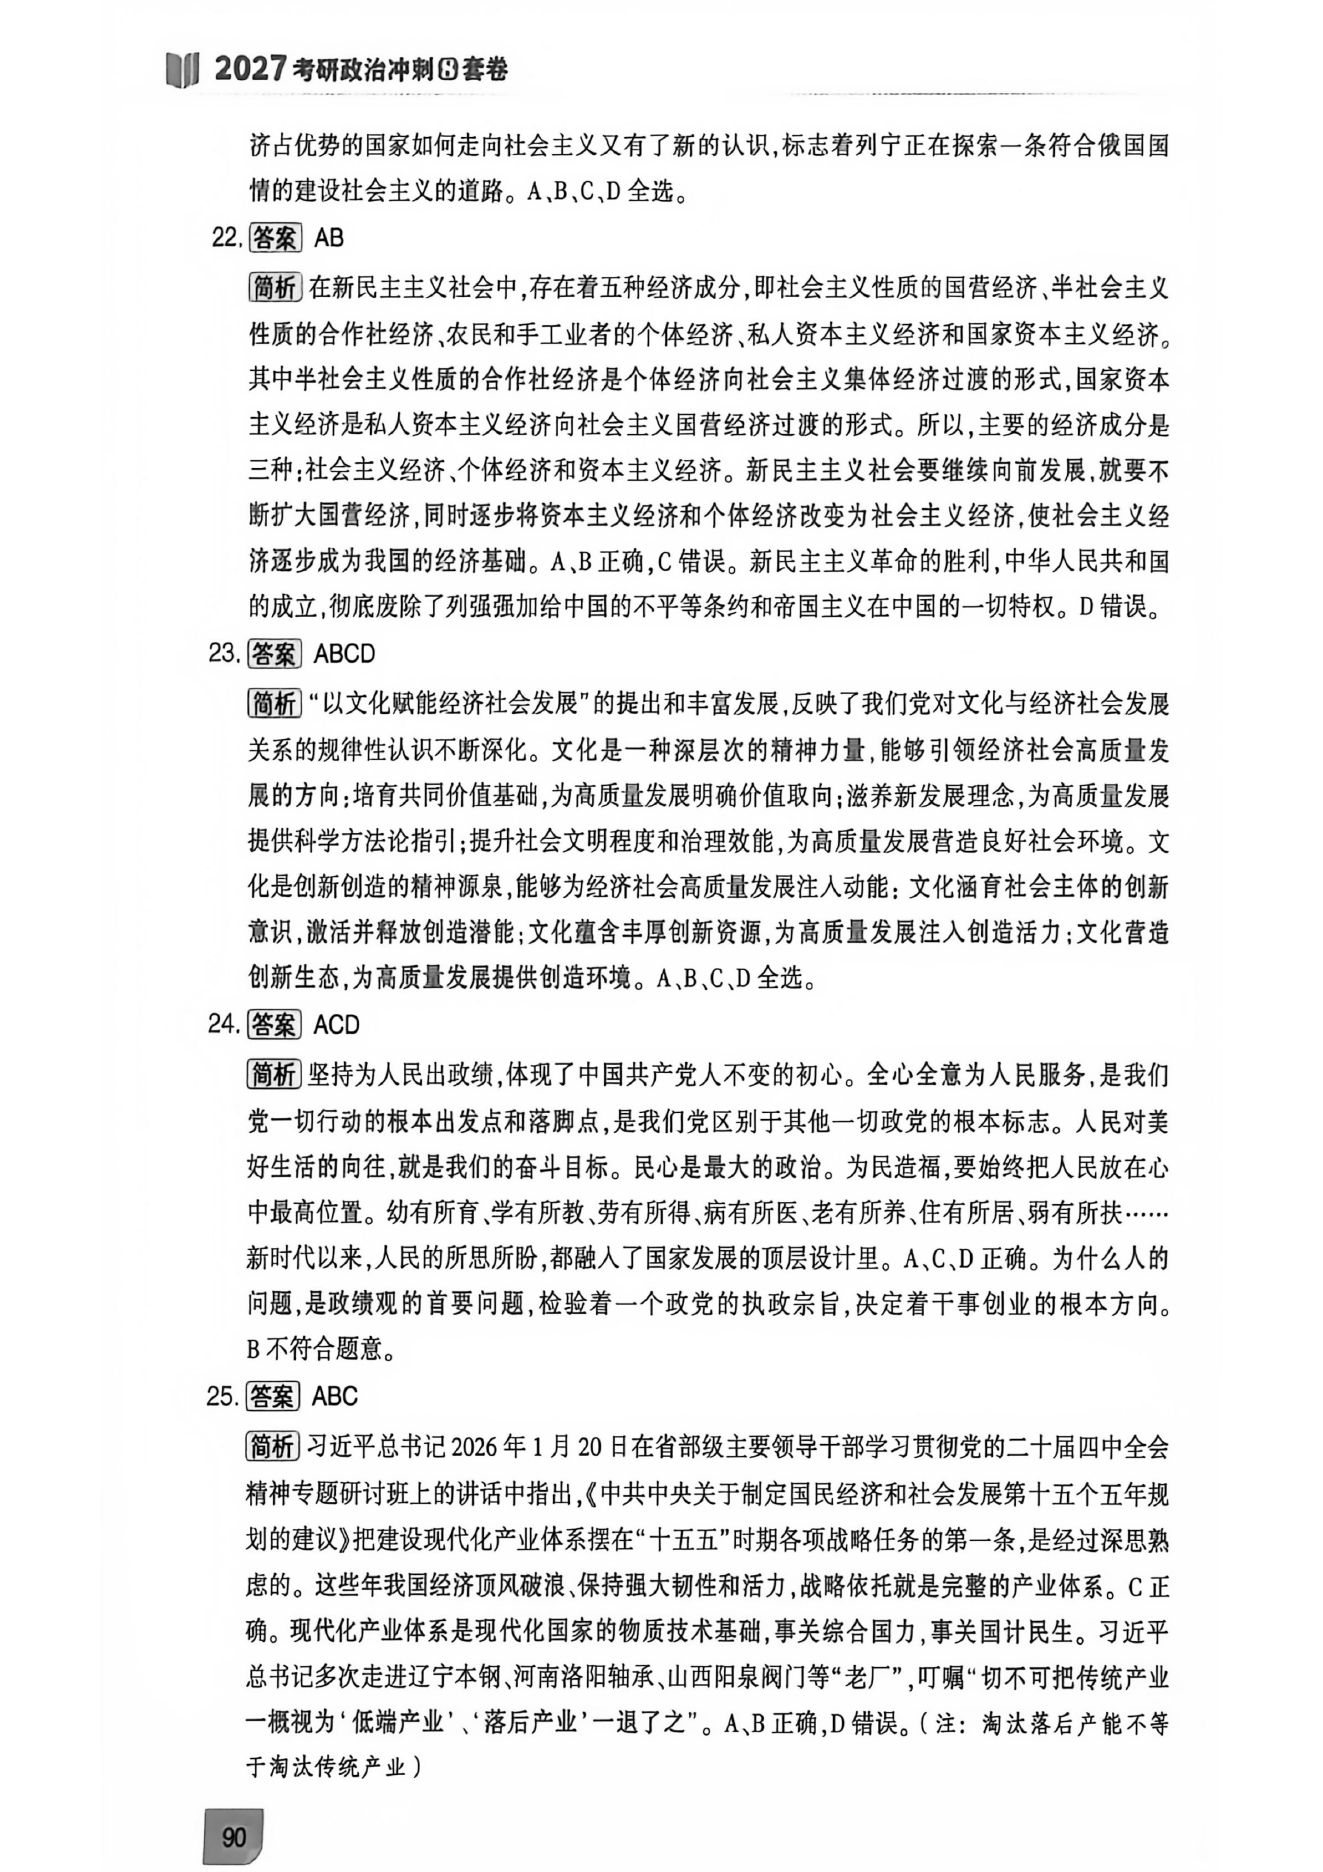 2027考研政治冲刺8套卷
济占优势的国家如何走向社会主义又有了新的认识,标志着列宁正在探索一条符合俄国国
情的建设社会主义的道路。A、B、C、D 全选。
22. 答案 AB
简析 在新民主主义社会中,存在着五种经济成分,即社会主义性质的国营经济、半社会主义
性质的合作社经济、农民和手工业者的个体经济、私人资本主义经济和国家资本主义经济。
其中半社会主义性质的合作社经济是个体经济向社会主义集体经济过渡的形式,国家资本
主义经济是私人资本主义经济向社会主义国营经济过渡的形式。所以,主要的经济成分是
三种:社会主义经济、个体经济和资本主义经济。新民主主义社会要继续向前发展,就要不
断扩大国营经济,同时逐步将资本主义经济和个体经济改变为社会主义经济,使社会主义经
济逐步成为我国的经济基础。A、B 正确,C 错误。新民主主义革命的胜利,中华人民共和国
的成立,彻底废除了列强强加给中国的不平等条约和帝国主义在中国的一切特权。D 错误。
23. 答案 ABCD
简析 “以文化赋能经济社会发展”的提出和丰富发展,反映了我们党对文化与经济社会发展
关系的规律性认识不断深化。文化是一种深层次的精神力量,能够引领经济社会高质量发
展的方向:培育共同价值基础,为高质量发展明确价值取向;滋养新发展理念,为高质量发展
提供科学方法论指引;提升社会文明程度和治理效能,为高质量发展营造良好社会环境。文
化是创新创造的精神源泉,能够为经济社会高质量发展注入动能:文化涵育社会主体的创新
意识,激活并释放创造潜能;文化蕴含丰厚创新资源,为高质量发展注入创造活力;文化营造
创新生态,为高质量发展提供创造环境。A、B、C、D 全选。
24. 答案 ACD
简析 坚持为人民出政绩,体现了中国共产党人不变的初心。全心全意为人民服务,是我们
党一切行动的根本出发点和落脚点,是我们党区别于其他一切政党的根本标志。人民对美
好生活的向往,就是我们的奋斗目标。民心是最大的政治。为民造福,要始终把人民放在心
中最高位置。幼有所育、学有所教、劳有所得、病有所医、老有所养、住有所居、弱有所扶……
新时代以来,人民的所思所盼,都融入了国家发展的顶层设计里。A、C、D 正确。为什么人的
问题,是政绩观的首要问题,检验着一个政党的执政宗旨,决定着干事创业的根本方向。
B 不符合题意。
25. 答案 ABC
简析 习近平总书记 2026 年 1 月 20 日在省部级主要领导干部学习贯彻党的二十届四中全会
精神专题研讨班上的讲话中指出,《中共中央关于制定国民经济和社会发展第十五个五年规
划的建议》把建设现代化产业体系摆在“十五五”时期各项战略任务的第一条,是经过深思熟
虑的。这些年我国经济顶风破浪、保持强大韧性和活力,战略依托就是完整的产业体系。C 正
确。现代化产业体系是现代化国家的物质技术基础,事关综合国力,事关国计民生。习近平
总书记多次走进辽宁本钢、河南洛阳轴承、山西阳泉阀门等“老厂”,叮嘱“切不可把传统产业
一概视为‘低端产业’、‘落后产业’一退了之”。A、B 正确,D 错误。(注:淘汰落后产能不等
于淘汰传统产业)
90